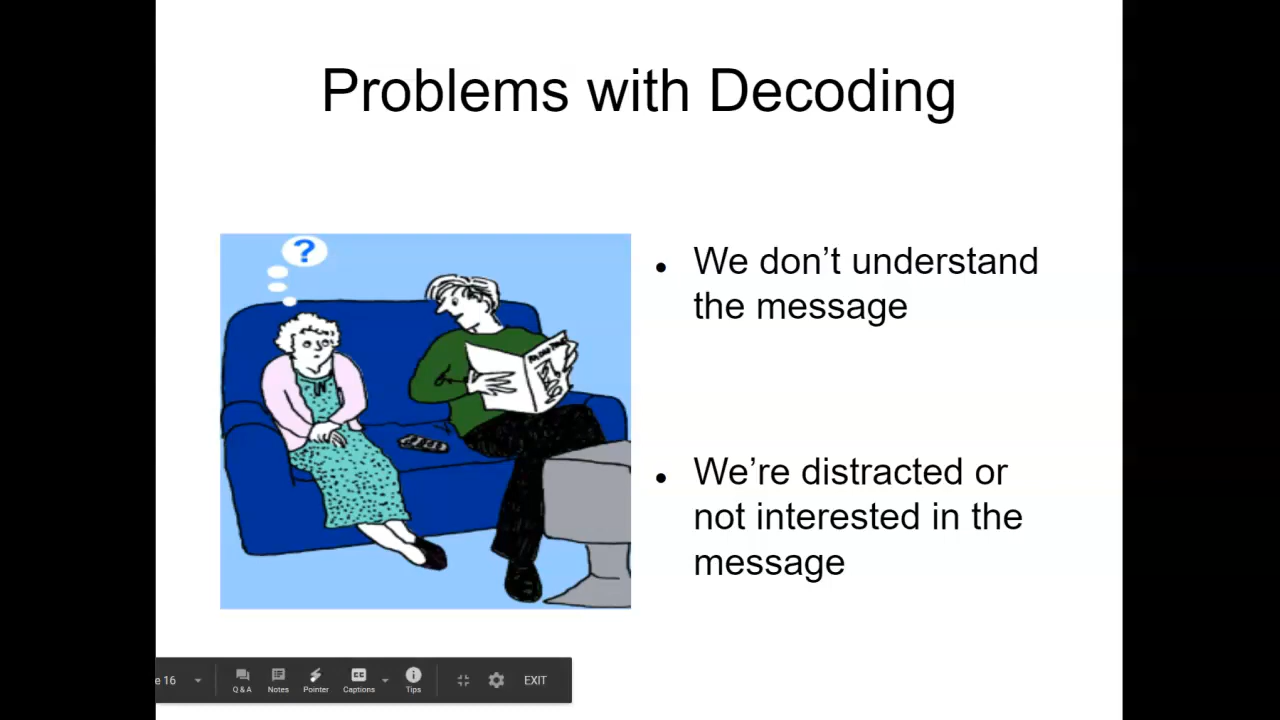 Problems with Decoding
?
● We don’t understand
the message
● We’re distracted or
not interested in the
message
e 16
Q & A Notes Pointer Captions Tips EXIT